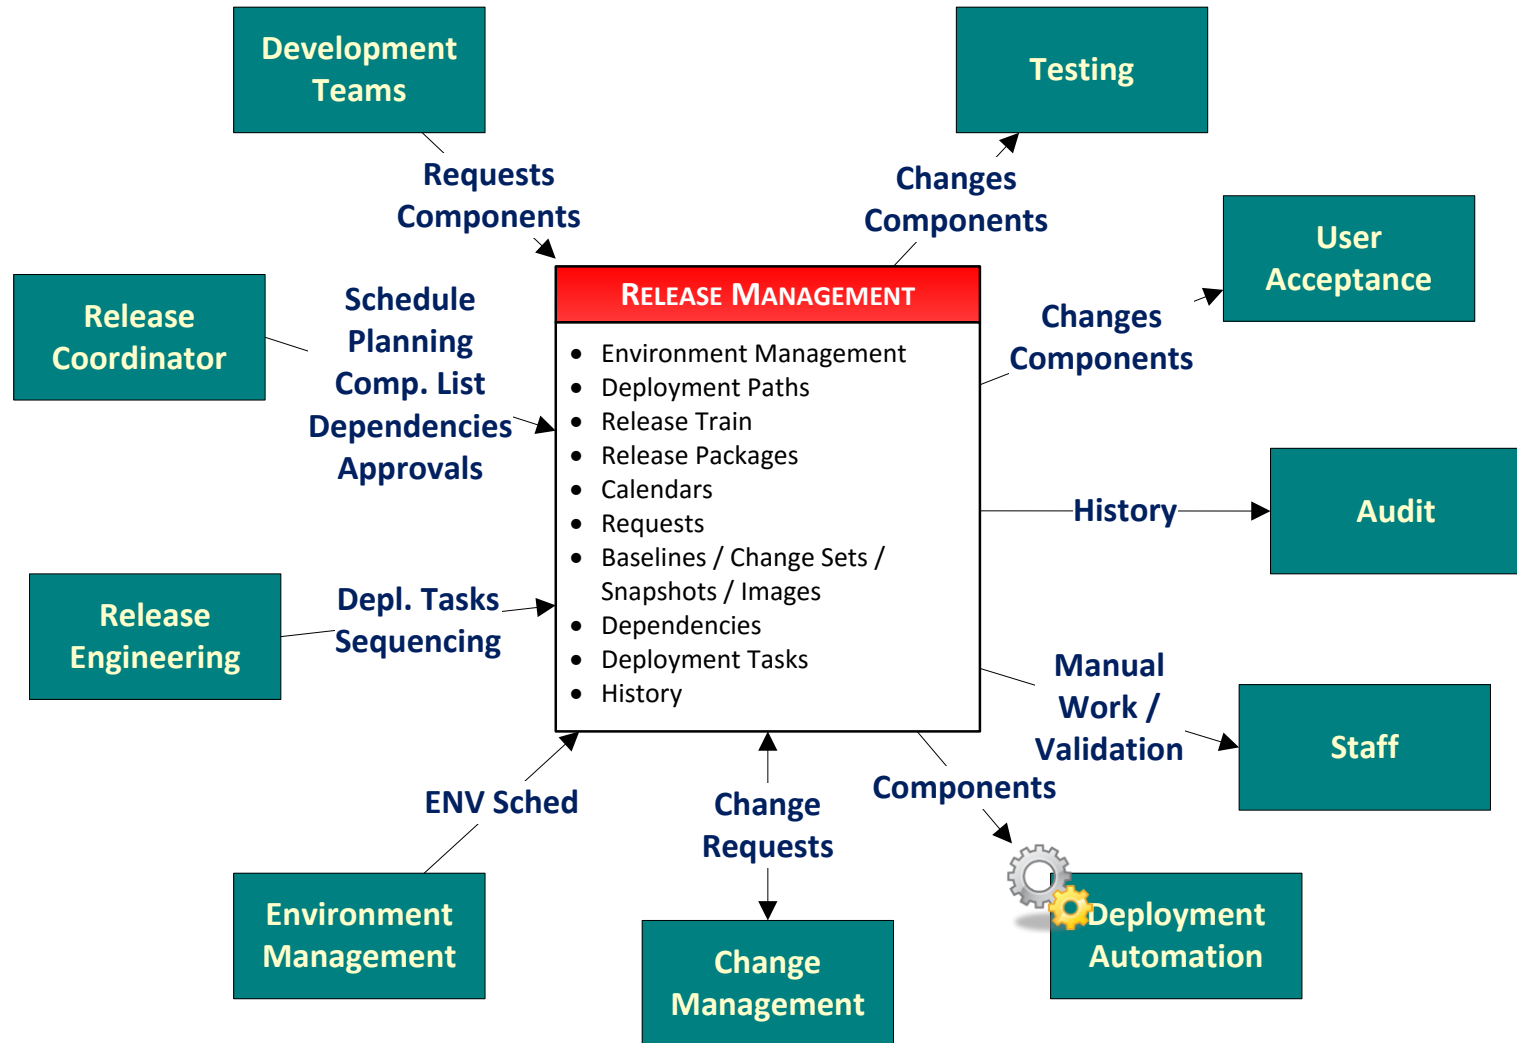 Development
Teams
Testing
Requests
Components
Changes
Components
User
Acceptance
Release
Coordinator
Schedule
Planning
Comp. List
Dependencies
Approvals
RELEASE MANAGEMENT
• Environment Management
• Deployment Paths
• Release Train
• Release Packages
• Calendars
• Requests
• Baselines / Change Sets /
Snapshots / Images
• Dependencies
• Deployment Tasks
• History
Changes
Components
History
Audit
Release
Engineering
Depl. Tasks
Sequencing
Manual
Work /
Validation
Staff
ENV Sched
Change
Requests
Components
Environment
Management
Change
Management
Deployment
Automation